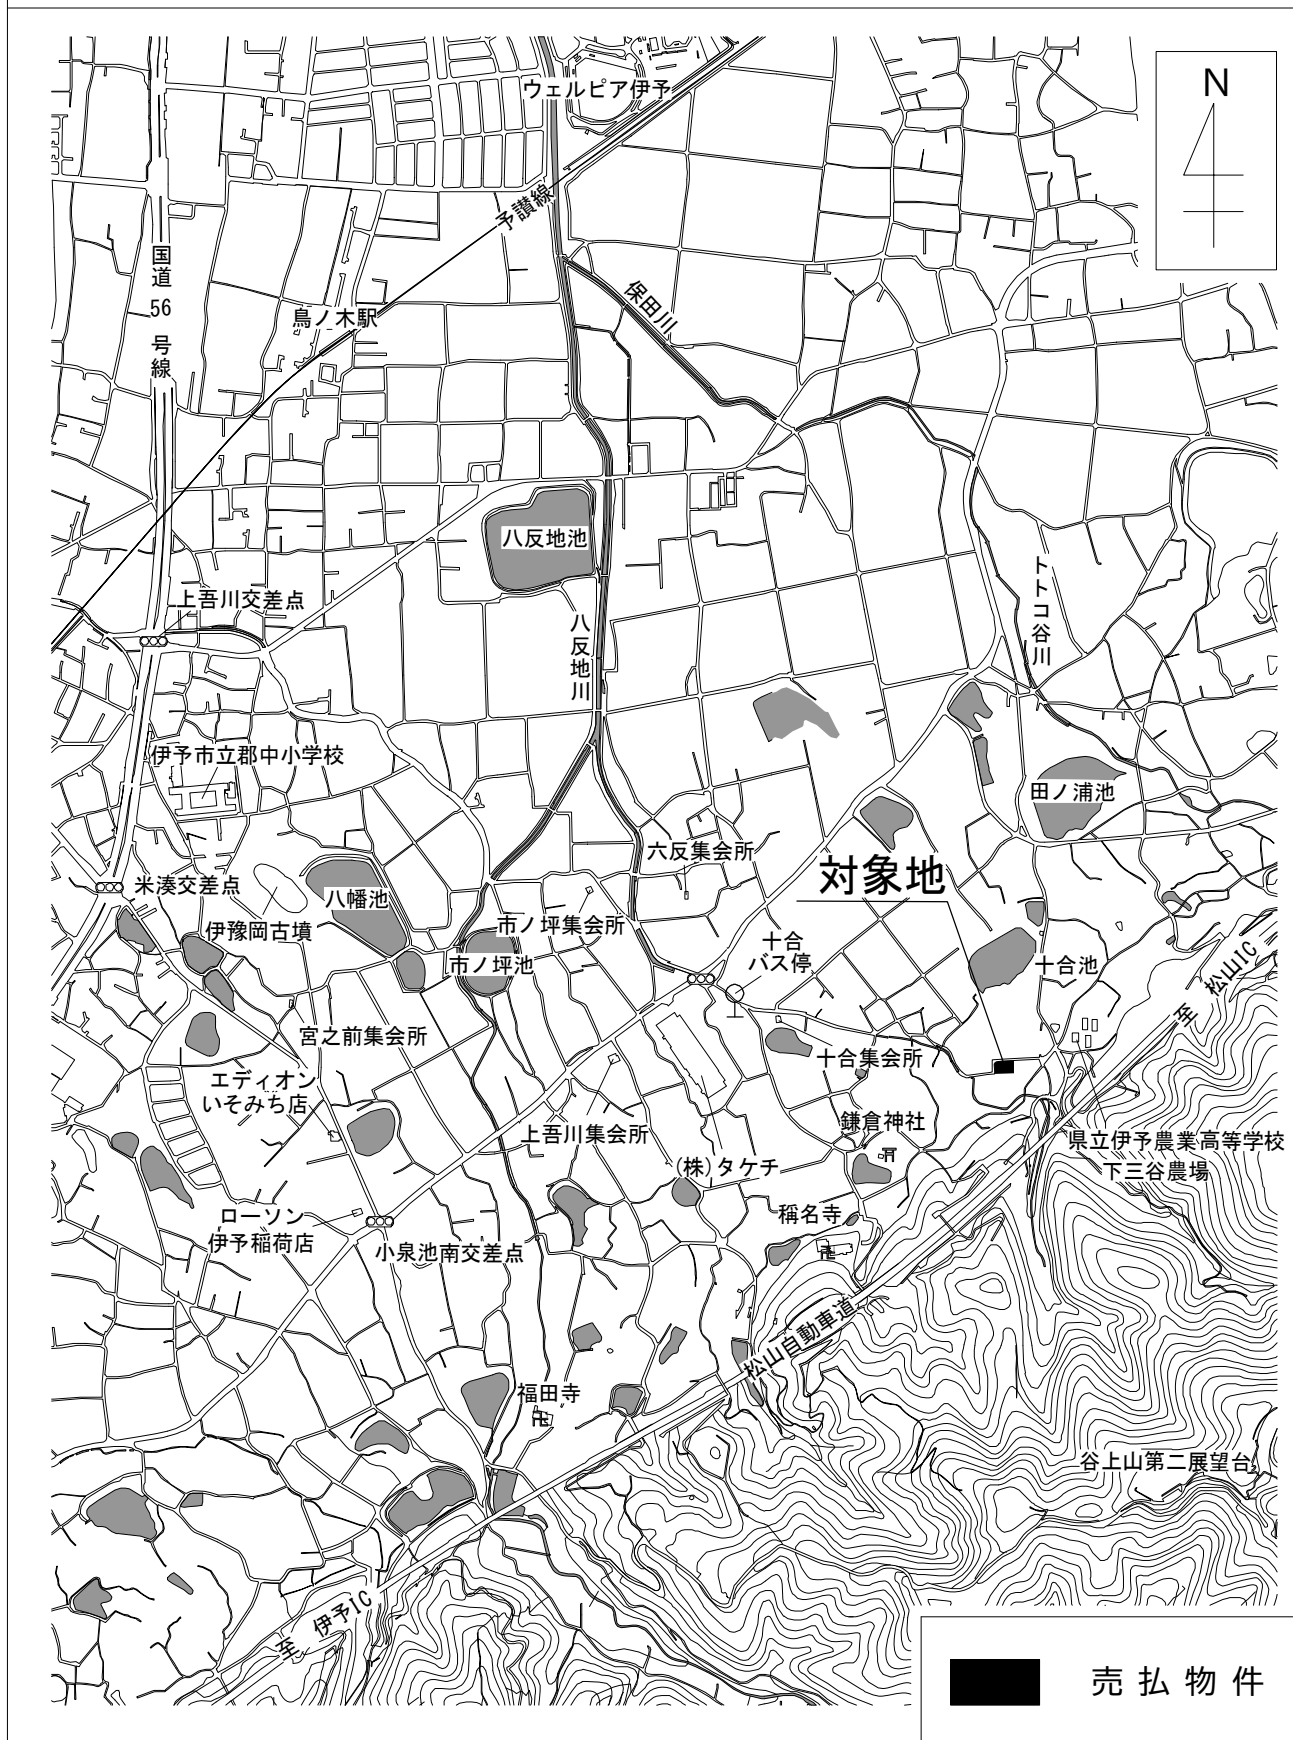 ウェルピア伊予
N
予讃線
国道
56
号線
鳥ノ木駅
保田川
八反地池
トトコ谷川
上吾川交差点
八反地川
伊予市立郡中小学校
田ノ浦池
六反集会所
対象地
米湊交差点
八幡池
伊豫岡古墳
市ノ坪集会所
十合
バス停
市ノ坪池
十合池
至 松山IC
宮之前集会所
十合集会所
エディオン
いそみち店
鎌倉神社
上吾川集会所
県立伊予農業高等学校
下三谷農場
(株)タケチ
ローソン
伊予稲荷店
稱名寺
小泉池南交差点
松山自動車道
福田寺
谷上山第二展望台
至 伊予IC
売払物件